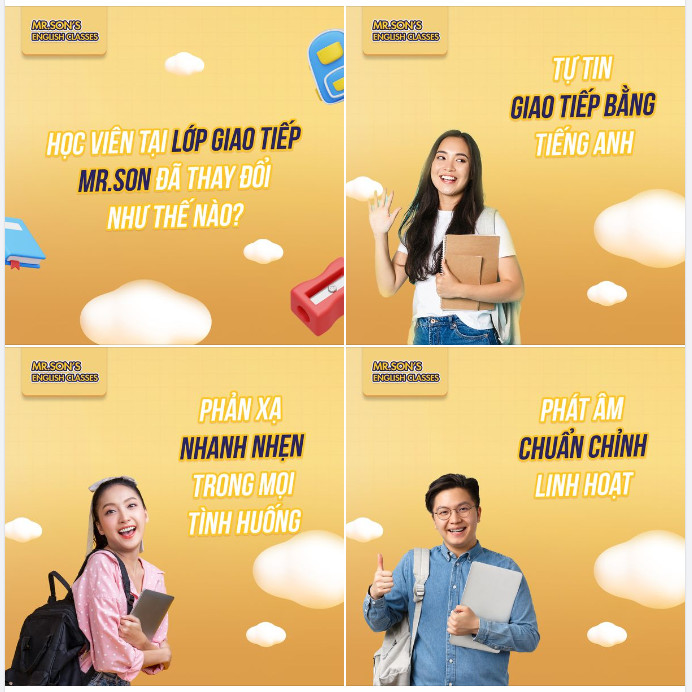 MR.SON'S
ENGLISH CLASSES
HỌC VIÊN TẠI LỚP GIAO TIẾP
MR.SON ĐÃ THAY ĐỔI
NHƯ THẾ NÀO?
MR.SON'S
ENGLISH CLASSES
TỰ TIN
GIAO TIẾP BẰNG
TIẾNG ANH
MR.SON'S
ENGLISH CLASSES
PHẢN XẠ
NHANH NHẸN
TRONG MỌI
TÌNH HUỐNG
MR.SON'S
ENGLISH CLASSES
PHÁT ÂM
CHUẨN CHỈNH
LINH HOẠT